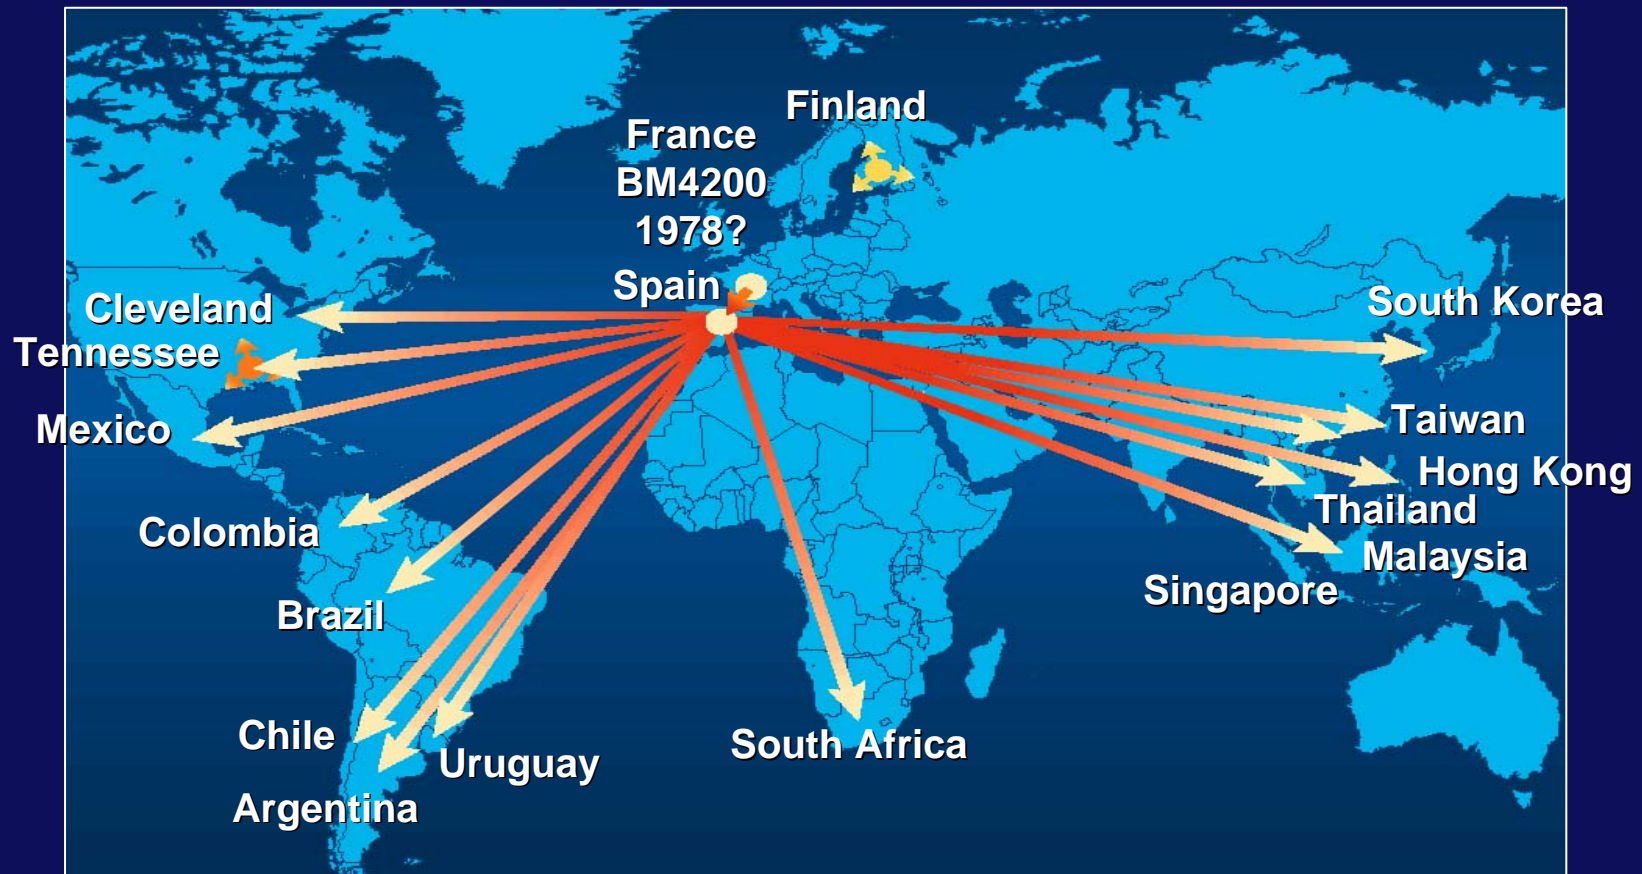 Finland
France
BM4200
1978?
Spain
Cleveland
South Korea
Tennessee
Mexico
Taiwan
Hong Kong
Thailand
Colombia
Malaysia
Singapore
Brazil
Chile
South Africa
Uruguay
Argentina